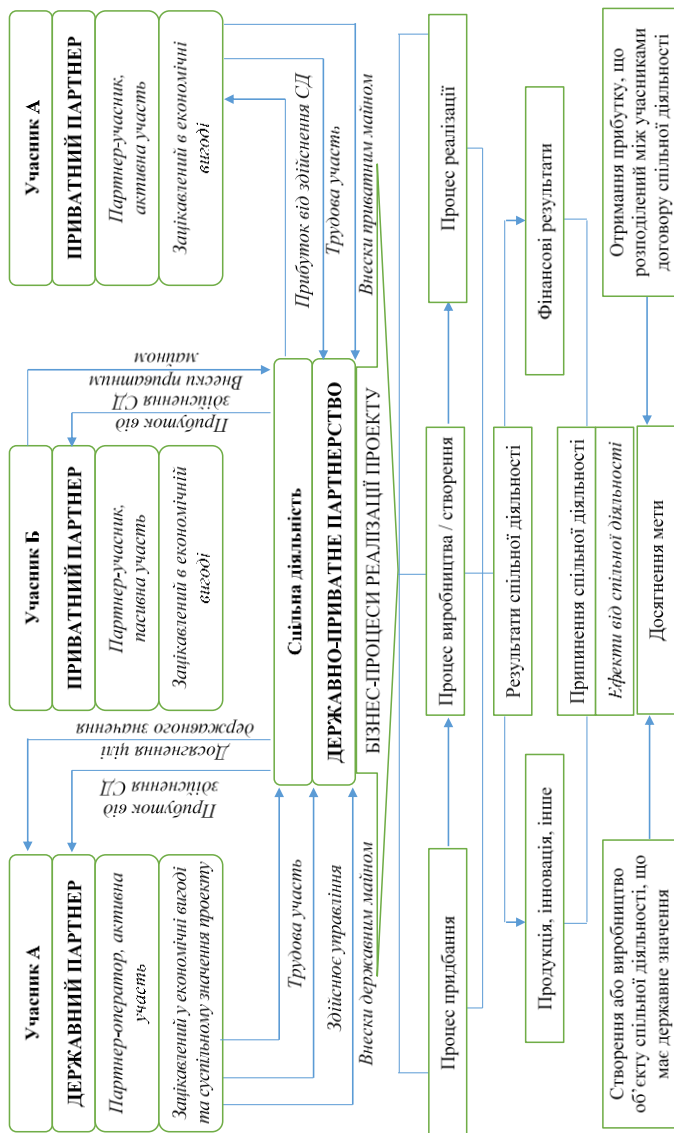 Учасник А
ДЕРЖАВНИЙ ПАРТНЕР
Партнер-оператор, активна
участь
Зацікавлений у економічні вигоді
та суспільному значення проекту
Досягнення цілі
державного значення
Прибуток від
здійснення СД
Учасник Б
ПРИВАТНИЙ ПАРТНЕР
Партнер-учасник,
пасивна участь
Зацікавлений в економічній
вигоді
Внески приватним
майном
Прибуток від
здійснення СД
Учасник А
ПРИВАТНИЙ ПАРТНЕР
Партнер-учасник,
активна участь
Зацікавлений в економічні
вигоді
Трудова участь
Здійснює управління
Внески державним майном
Спільна діяльність
ДЕРЖАВНО-ПРИВАТНЕ ПАРТНЕРСТВО
БІЗНЕС-ПРОЦЕСИ РЕАЛІЗАЦІЇ ПРОЕКТУ
Прибуток від здійснення СД
Трудова участь
Внески приватним майном
Процес придбання
Процес виробництва / створення
Процес реалізації
Результати спільної діяльності
Продукція, інновація, інше
Припинення спільної діяльності
Ефекти від спільної діяльності
Фінансові результати
Створення або виробництво
об’єкту спільної діяльності, що
має державне значення
Досягнення мети
Отримання прибутку, що
розподілений між учасниками
договору спільної діяльності